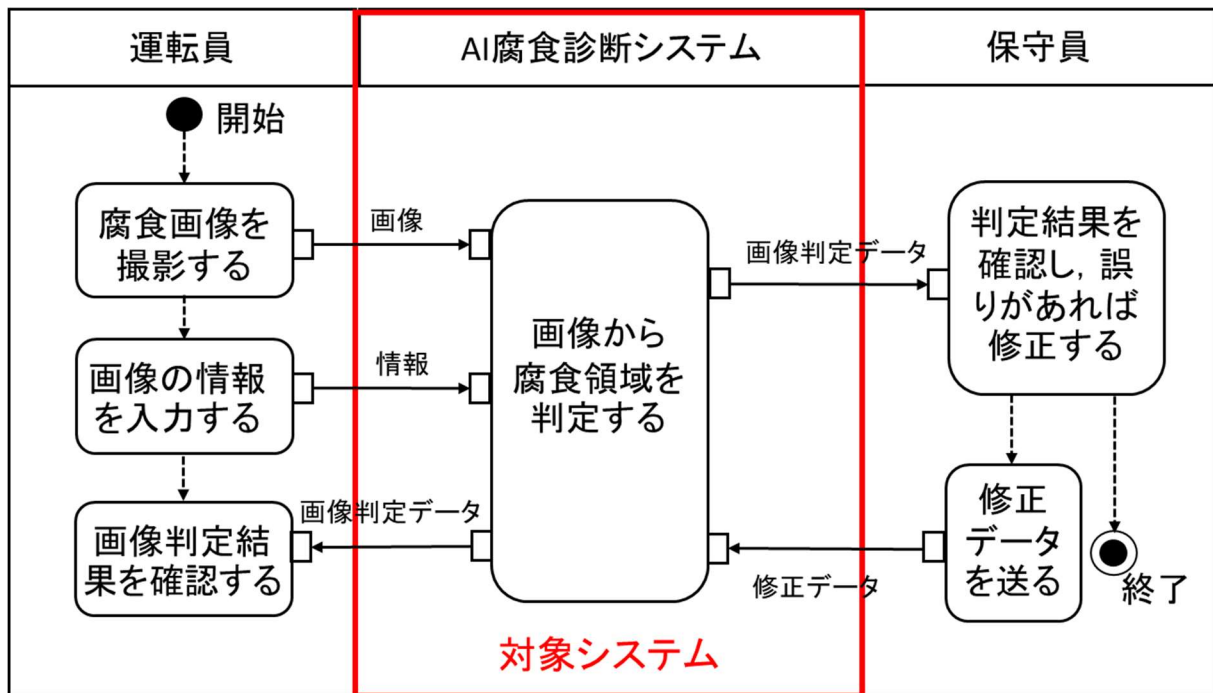 運転員
AI腐食診断システム
保守員
開始
腐食画像を
撮影する
画像
画像の情報
を入力する
情報
画像判定結
果を確認する
画像判定データ
画像から
腐食領域を
判定する
画像判定データ
判定結果を
確認し，誤
りがあれば
修正する
修正
データ
を送る
修正データ
終了
対象システム